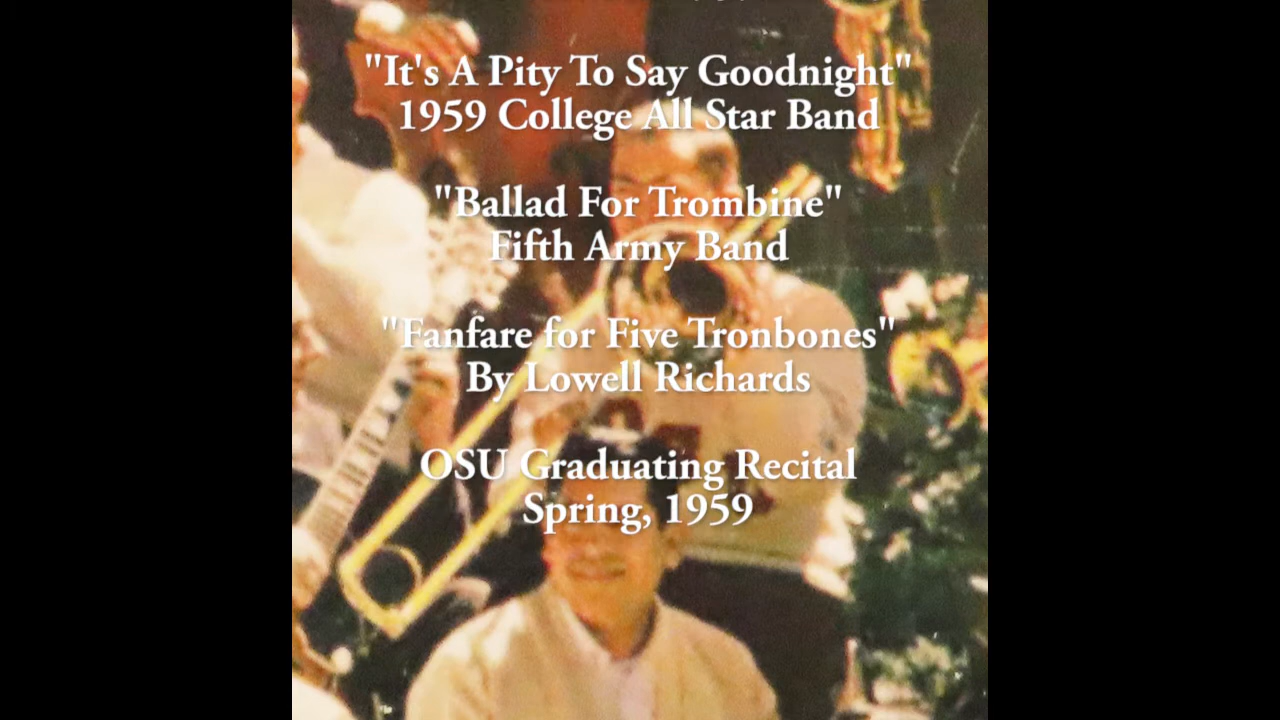 "It's A Pity To Say Goodnight"
1959 College All Star Band
"Ballad For Trombine"
Fifth Army Band
"Fanfare for Five Tronbones"
By Lowell Richards
OSU Graduating Recital
Spring, 1959